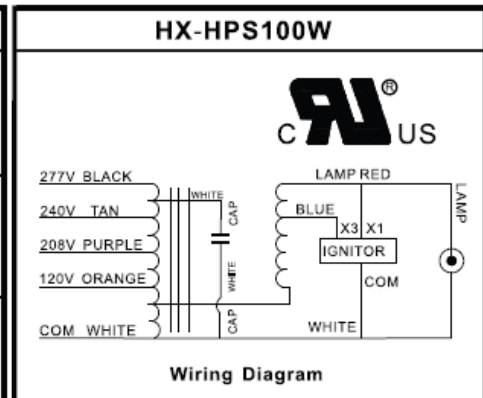 HX-HPS100W
C RU® US
277V BLACK
240V TAN
208V PURPLE
120V ORANGE
COM WHITE
WHITE
CAP
WHITE
CAP
LAMP RED
BLUE
X3 X1
IGNITOR
COM
WHITE
LAMP
Wiring Diagram